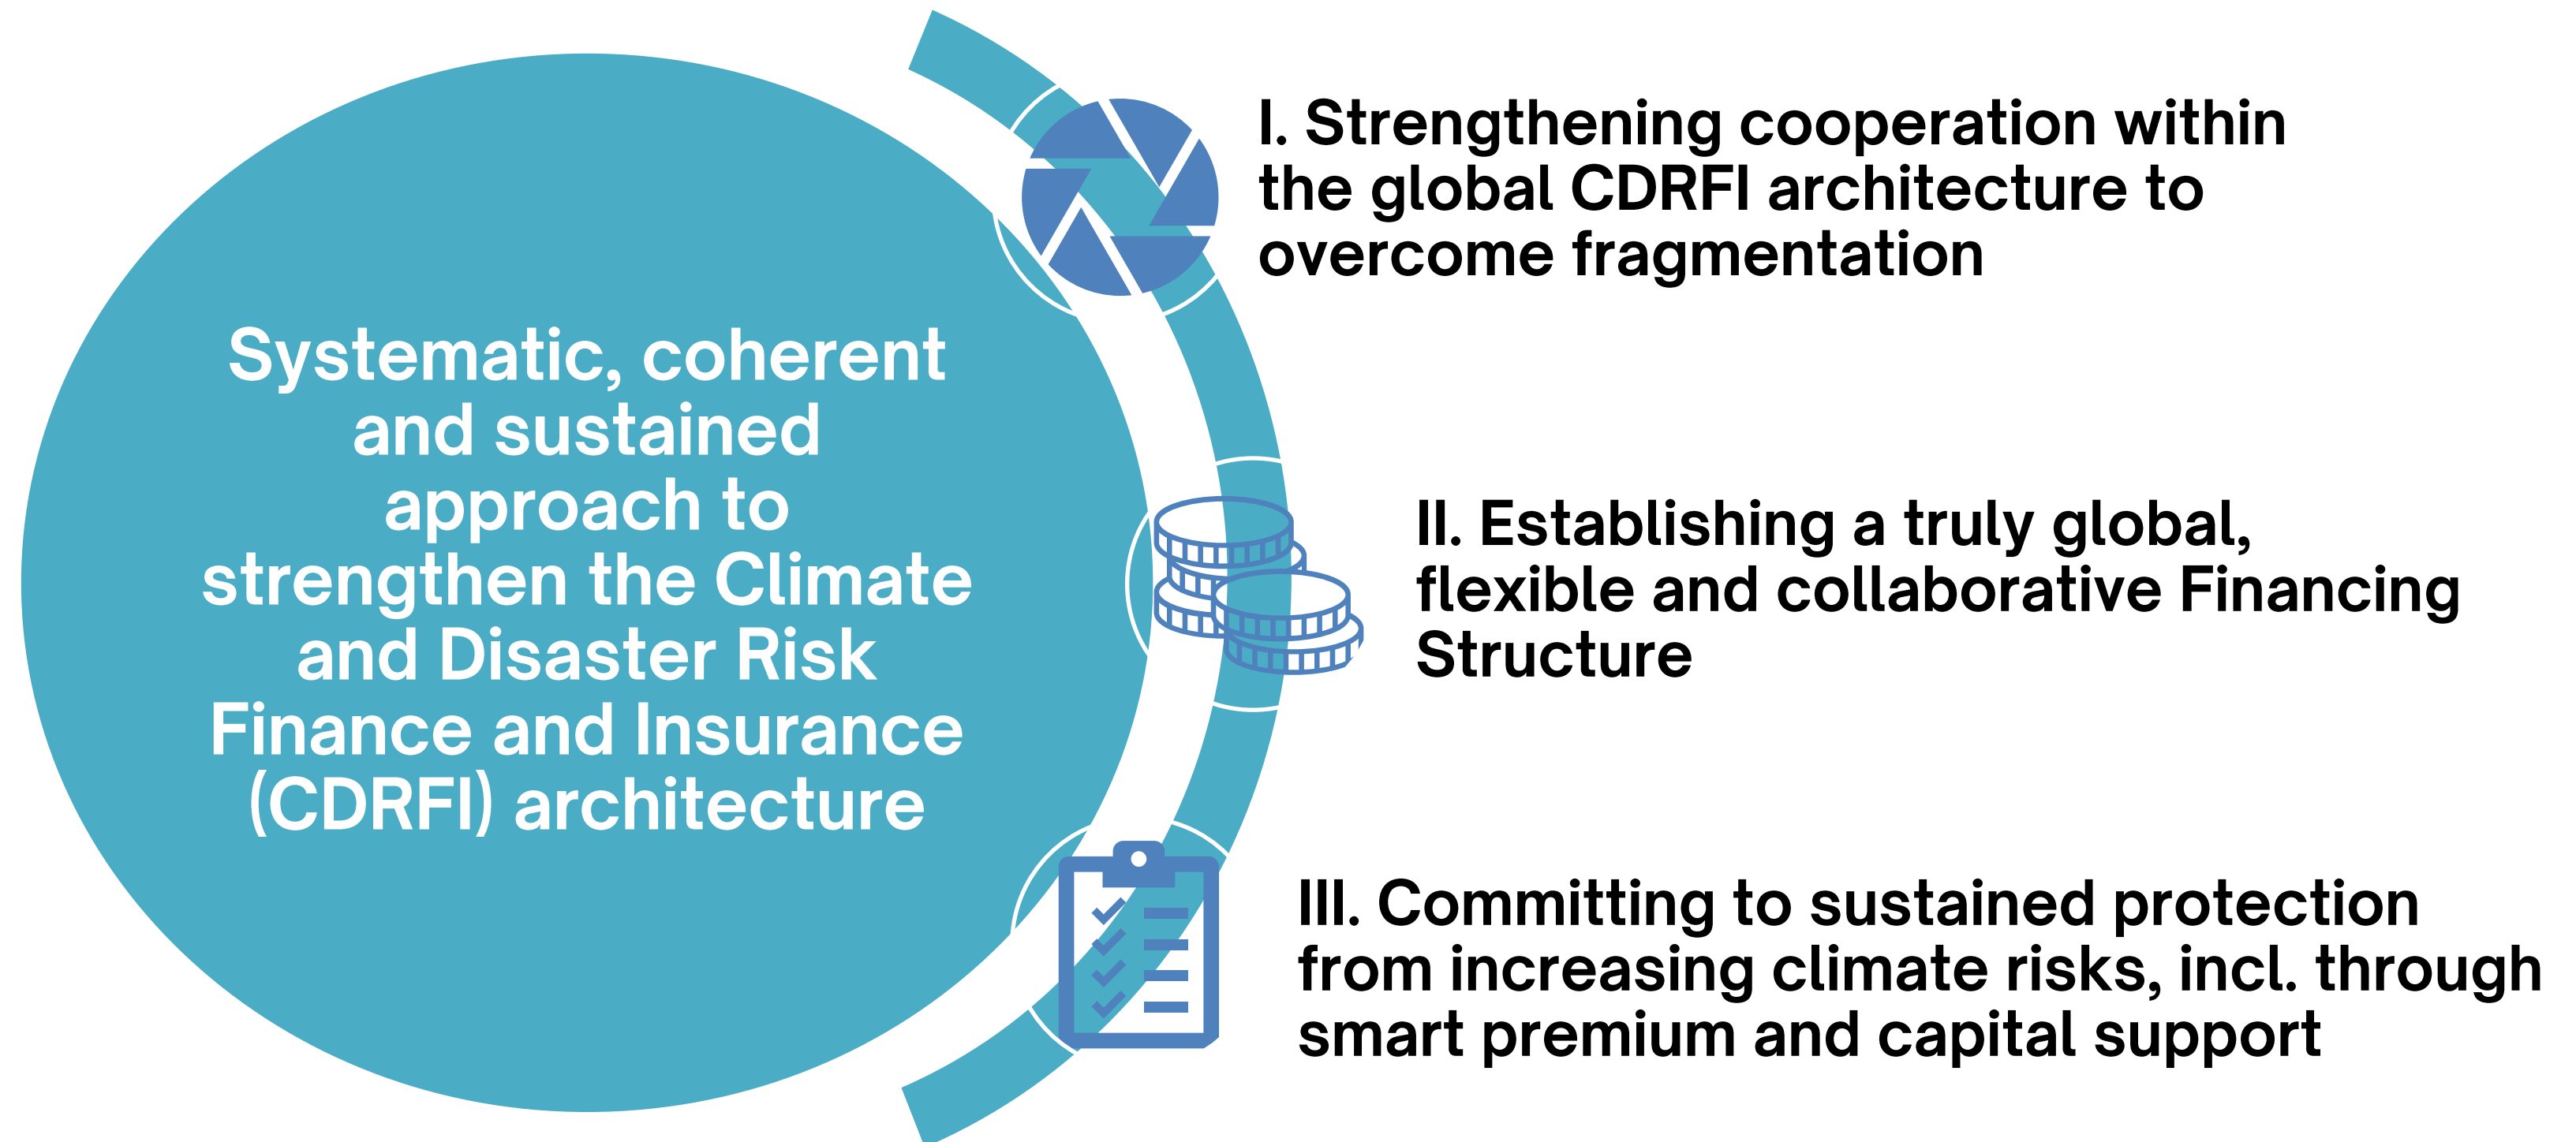 Systematic, coherent
and sustained
approach to
strengthen the Climate
and Disaster Risk
Finance and Insurance
(CDRFI) architecture
I. Strengthening cooperation within
the global CDRFI architecture to
overcome fragmentation
II. Establishing a truly global,
flexible and collaborative Financing
Structure
III. Committing to sustained protection
from increasing climate risks, incl. through
smart premium and capital support